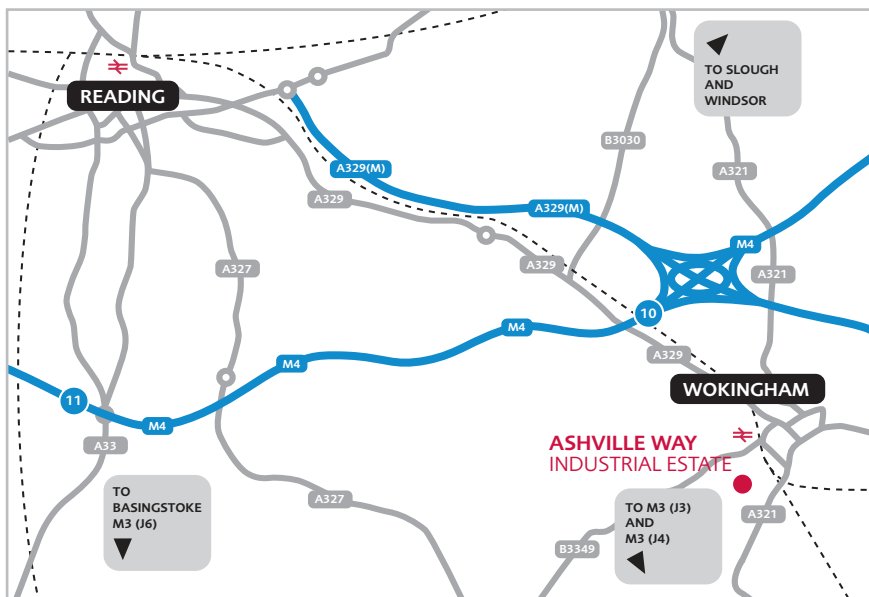 TO SLOUGH
AND
WINDSOR
READING
B3030
A329(M)
A321
A329
A329(M)
M4
A329
A327
A321
10
M4
A329
M4
WOKINGHAM
11
M4
A33
ASHVILLE WAY
INDUSTRIAL ESTATE
TO
BASINGSTOKE
M3 (J6)
A327
TO M3 (J3)
AND
M3 (J4)
A321
B3349